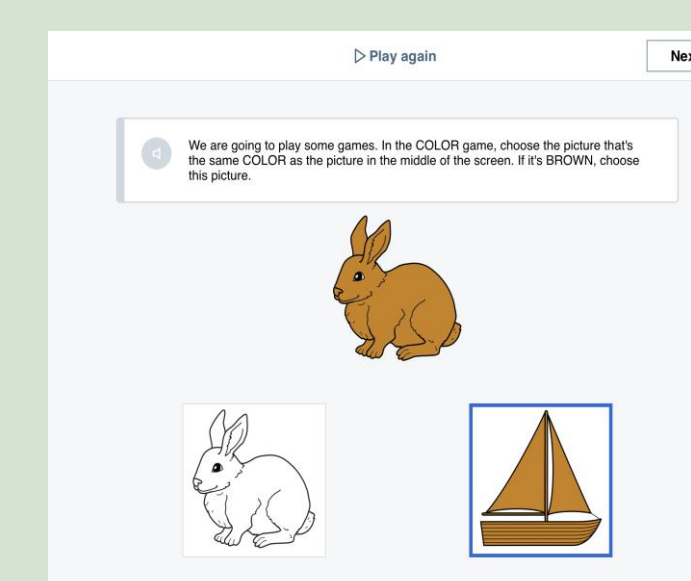 Play again
Nex
We are going to play some games. In the COLOR game, choose the picture that's
the same COLOR as the picture in the middle of the screen. If it's BROWN, choose
this picture.